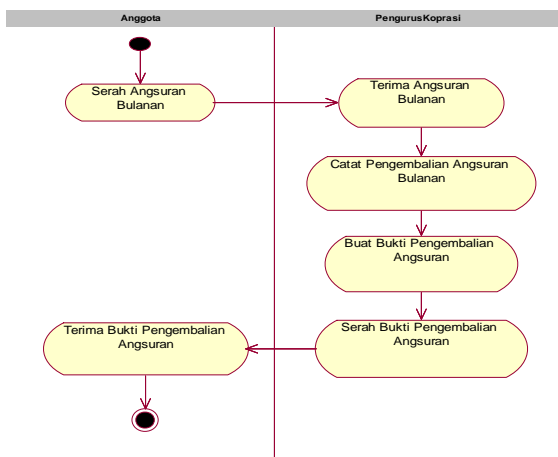 Anggota
PengurusKoprasi
Serah Angsuran
Bulanan
Terima Angsuran
Bulanan
Catat Pengembalian Angsuran
Bulanan
Buat Bukti Pengembalian
Angsuran
Serah Bukti Pengembalian
Angsuran
Terima Bukti Pengembalian
Angsuran